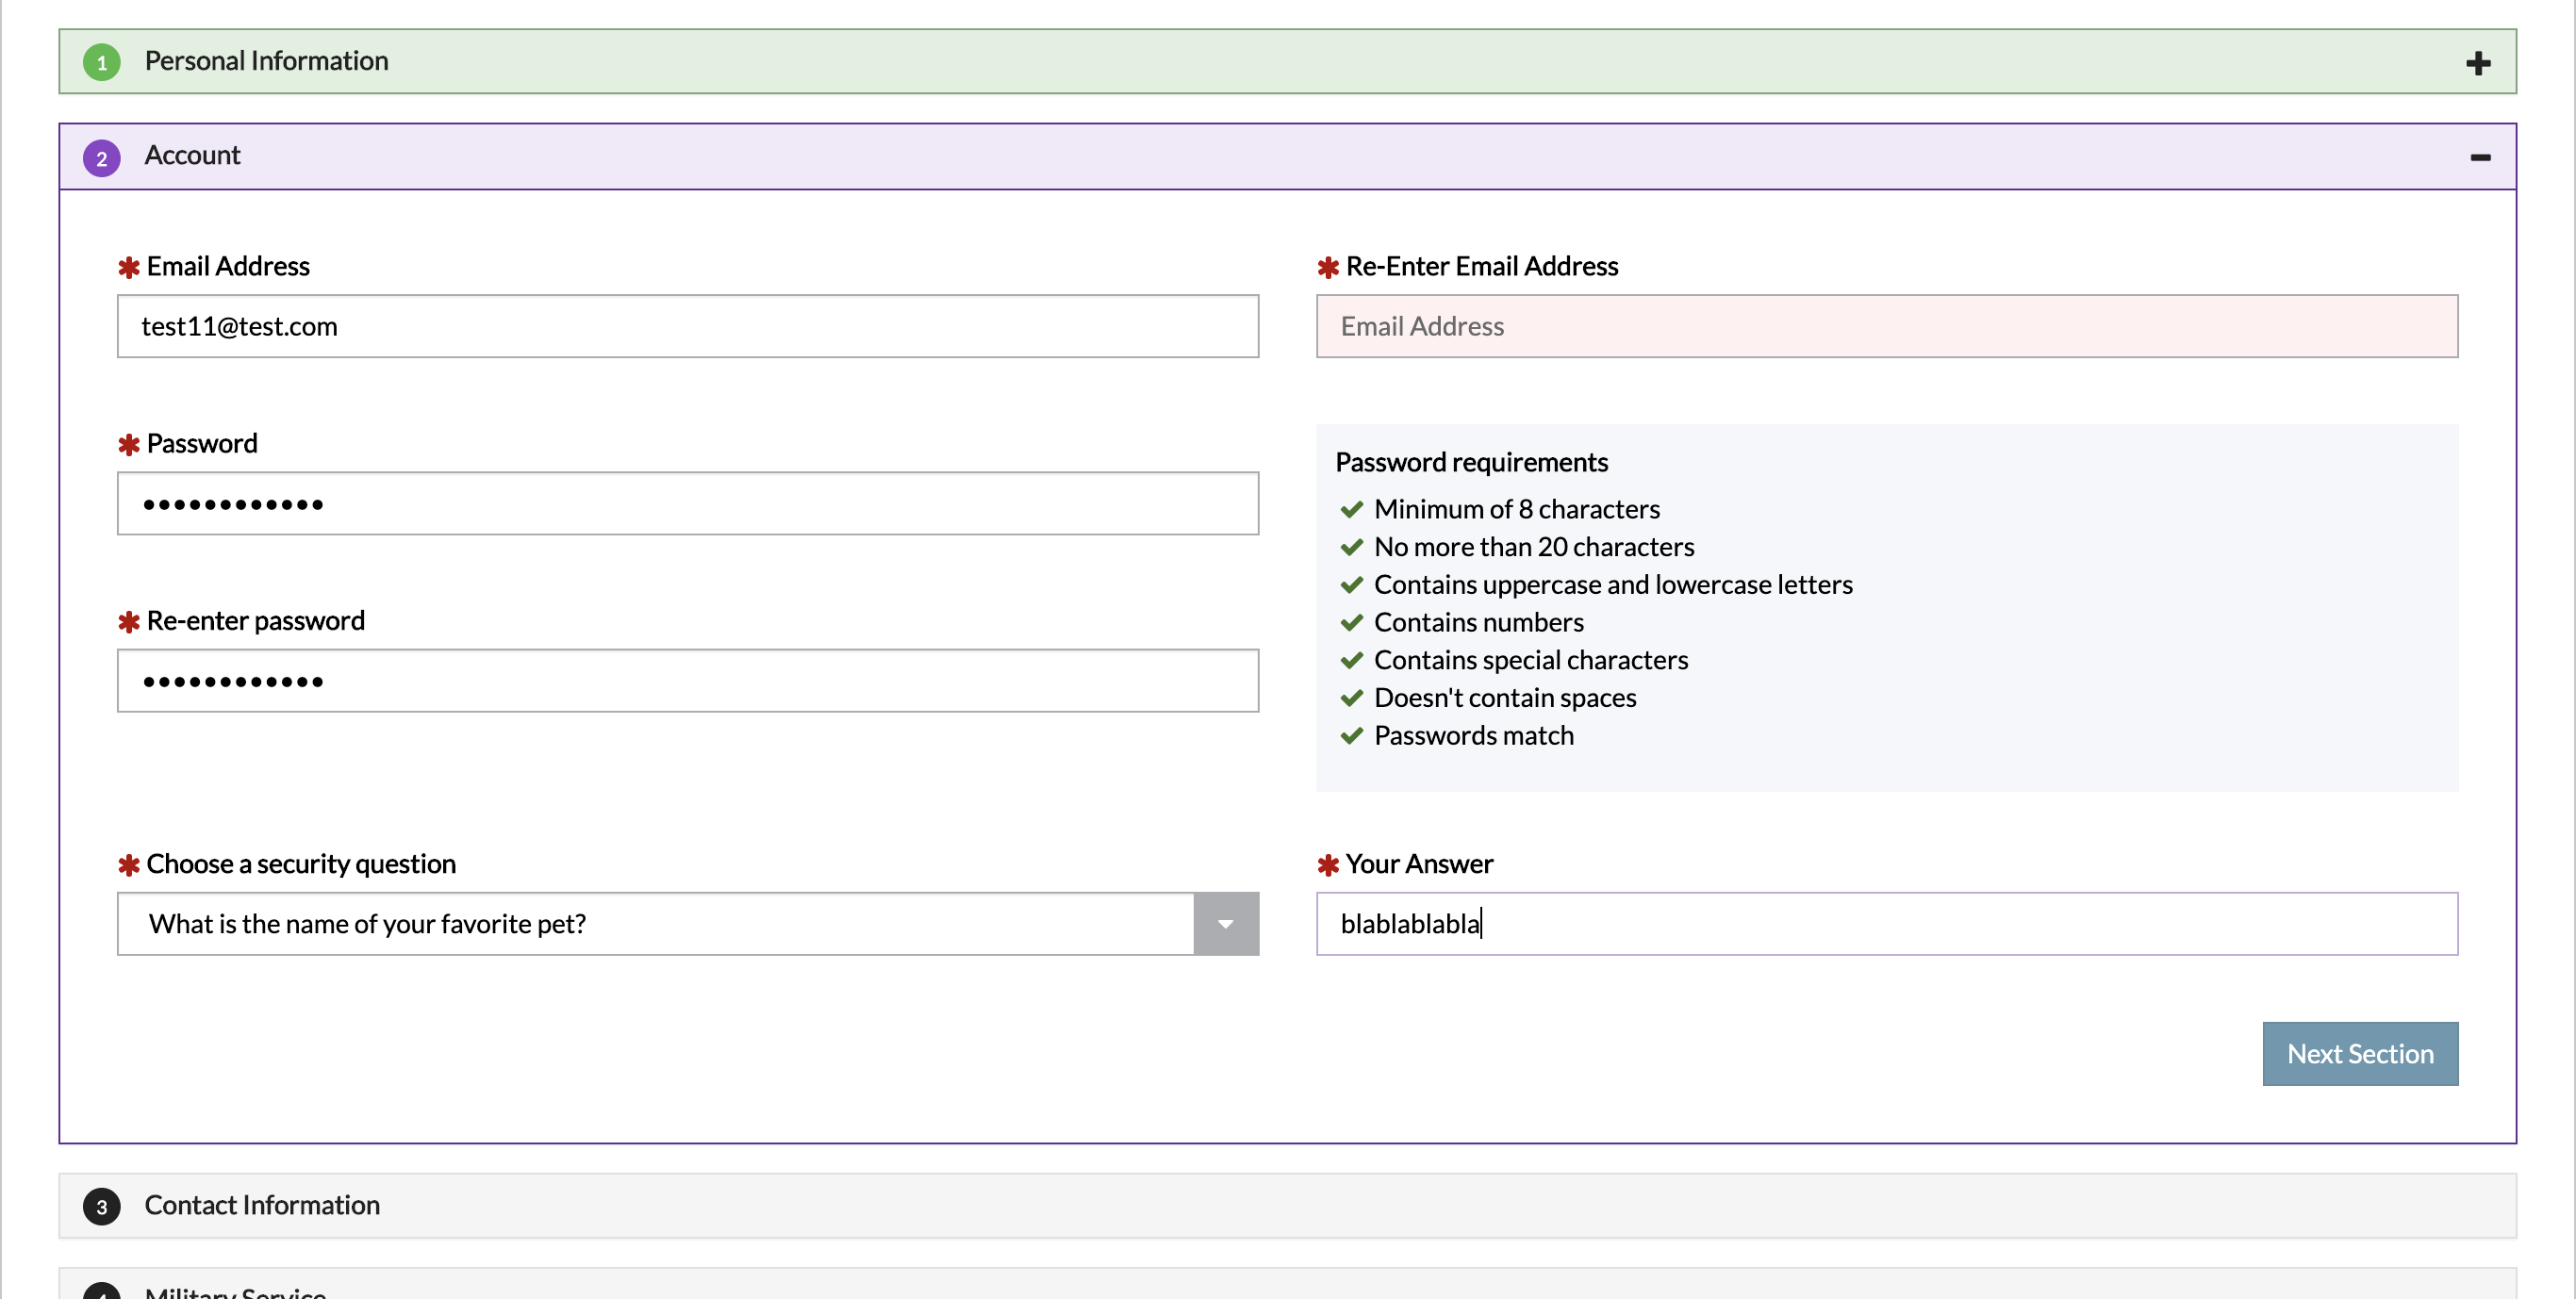 1 Personal Information
2 Account
Email Address
test11@test.com
Re-Enter Email Address
Email Address
Password
••••••••••••
Re-enter password
••••••••••••
Password requirements
Minimum of 8 characters
No more than 20 characters
Contains uppercase and lowercase letters
Contains numbers
Contains special characters
Doesn't contain spaces
Passwords match
Choose a security question
What is the name of your favorite pet?
Your Answer
blablablabla
Next Section
3 Contact Information
4 Military Service